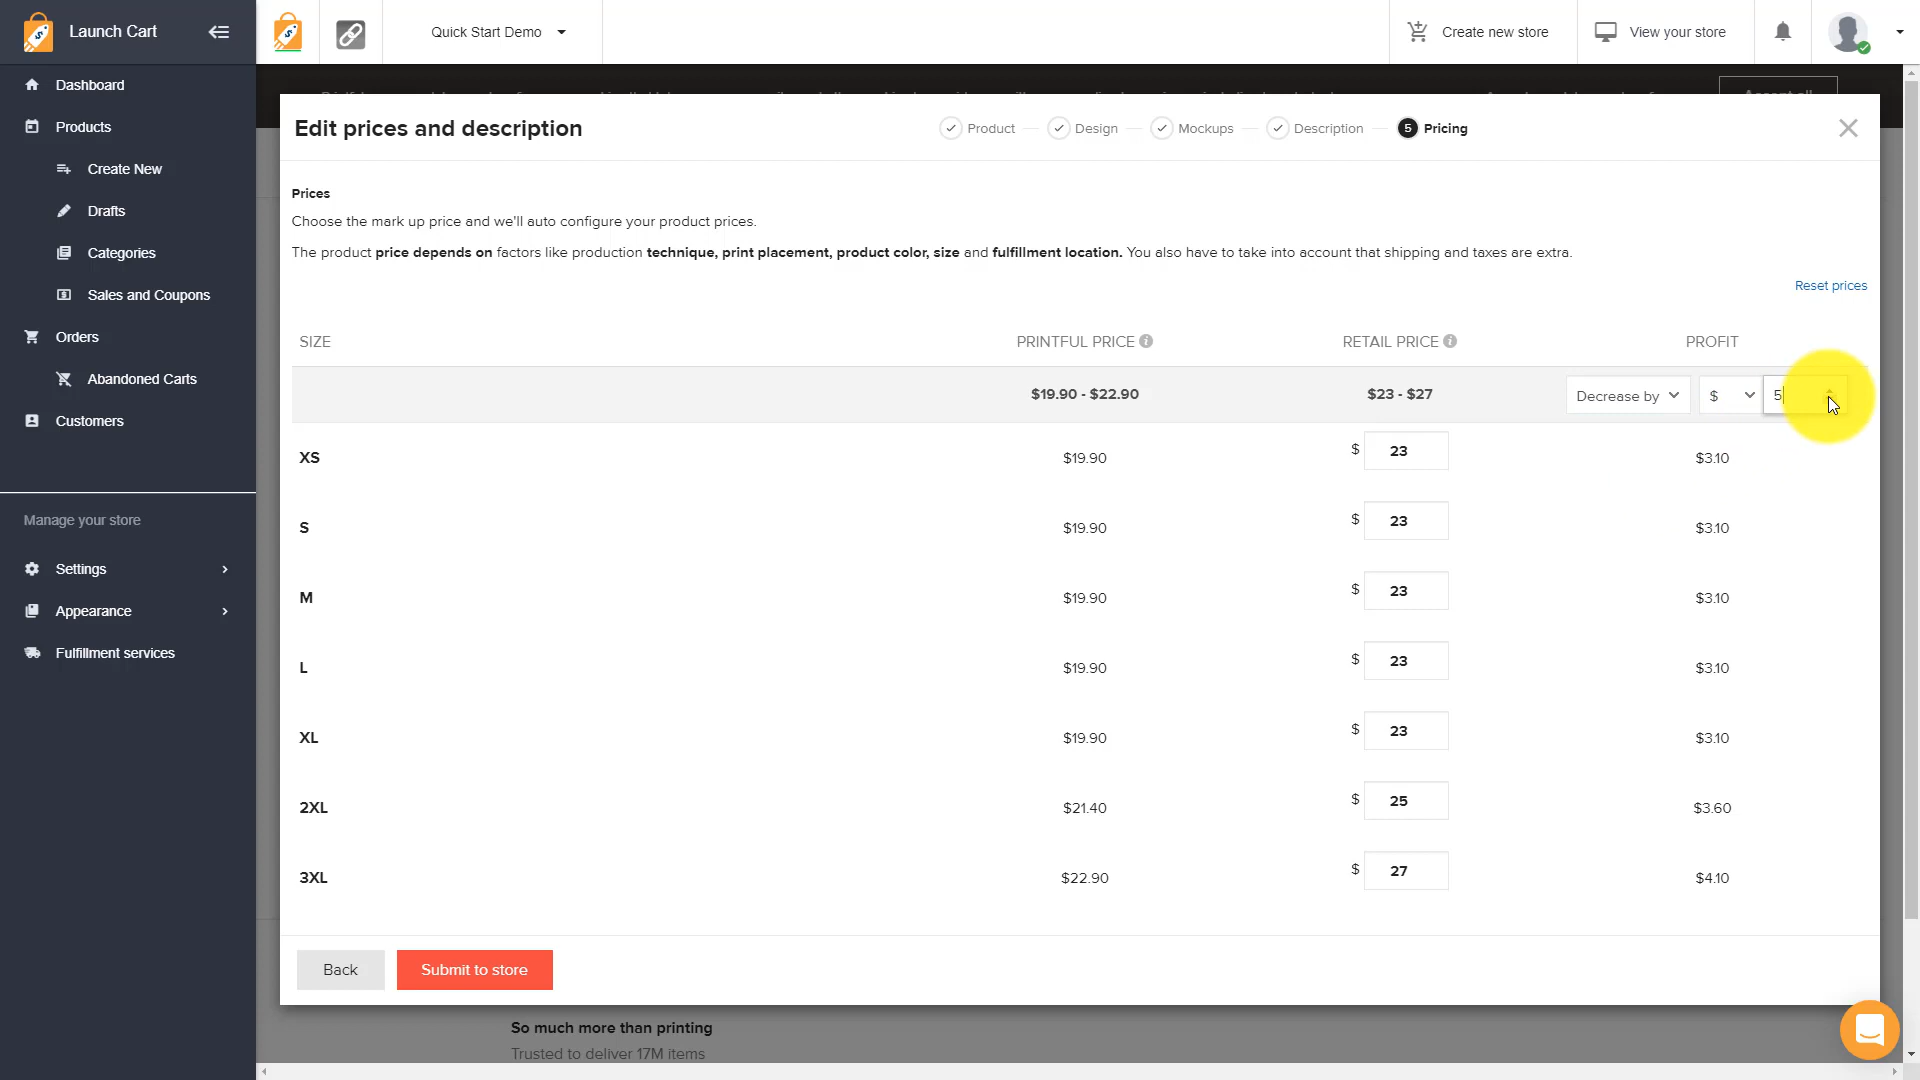 Launch Cart
Quick Start Demo
Create new store
View your store
Dashboard
Products
Create New
Drafts
Categories
Sales and Coupons
Orders
Abandoned Carts
Customers
Manage your store
Settings
Appearance
Fulfillment services
Edit prices and description
Product
Design
Mockups
Description
5 Pricing
Prices
Choose the mark up price and we'll auto configure your product prices.
The product price depends on factors like production technique, print placement, product color, size and fulfillment location. You also have to take into account that shipping and taxes are extra.
Reset prices
SIZE PRINTFUL PRICE RETAIL PRICE PROFIT
$19.90 - $22.90 $23 - $27 Decrease by $ 5
XS $19.90 $ 23 $3.10
S $19.90 $ 23 $3.10
M $19.90 $ 23 $3.10
L $19.90 $ 23 $3.10
XL $19.90 $ 23 $3.10
2XL $21.40 $ 25 $3.60
3XL $22.90 $ 27 $4.10
Back
Submit to store
So much more than printing
Trusted to deliver 17M items